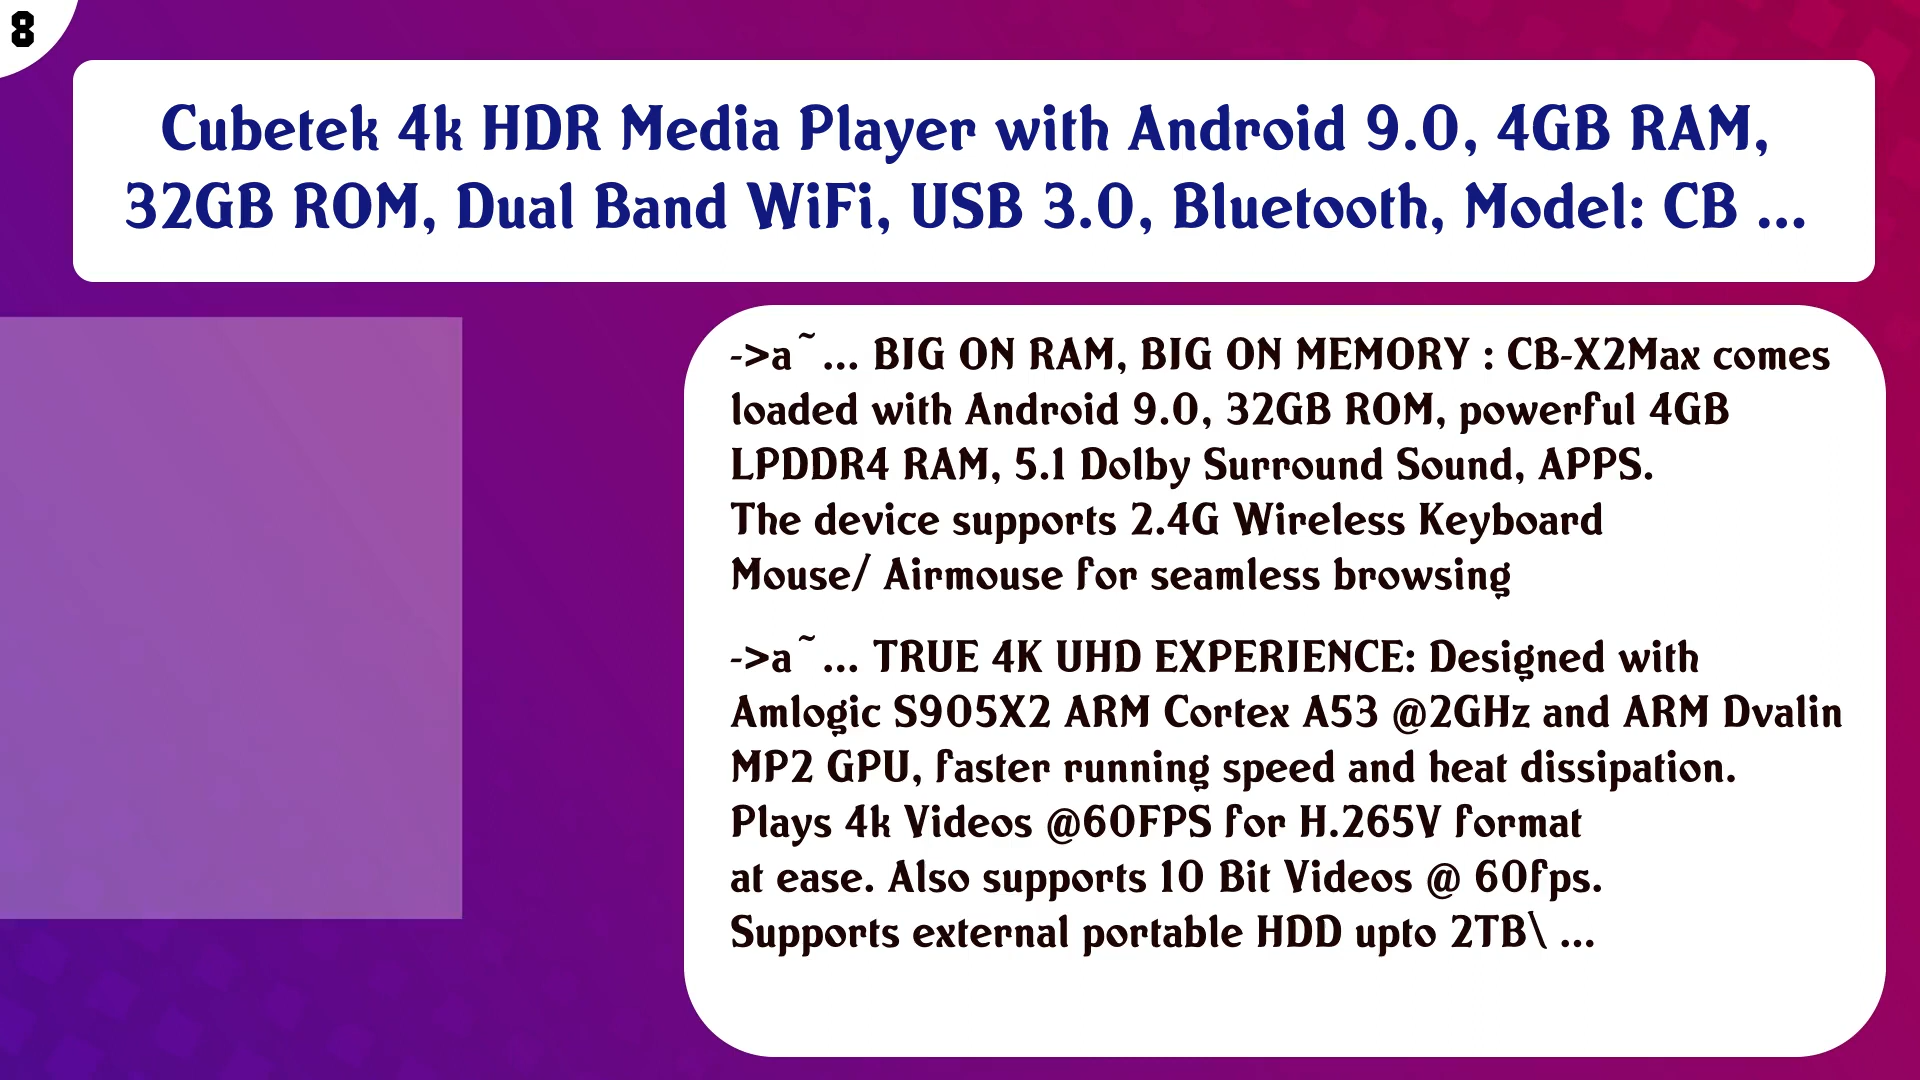 8
Cubetek 4k HDR Media Player with Android 9.0, 4GB RAM,
32GB ROM, Dual Band WiFi, USB 3.0, Bluetooth, Model: CB ...
->a˜... BIG ON RAM, BIG ON MEMORY : CB-X2Max comes
loaded with Android 9.0, 32GB ROM, powerful 4GB
LPDDR4 RAM, 5.1 Dolby Surround Sound, APPS.
The device supports 2.4G Wireless Keyboard
Mouse/ Airmouse for seamless browsing
->a˜... TRUE 4K UHD EXPERIENCE: Designed with
Amlogic S905X2 ARM Cortex A53 @2GHz and ARM Dvalin
MP2 GPU, faster running speed and heat dissipation.
Plays 4k Videos @60FPS for H.265V format
at ease. Also supports 10 Bit Videos @ 60fps.
Supports external portable HDD upto 2TB\ ...